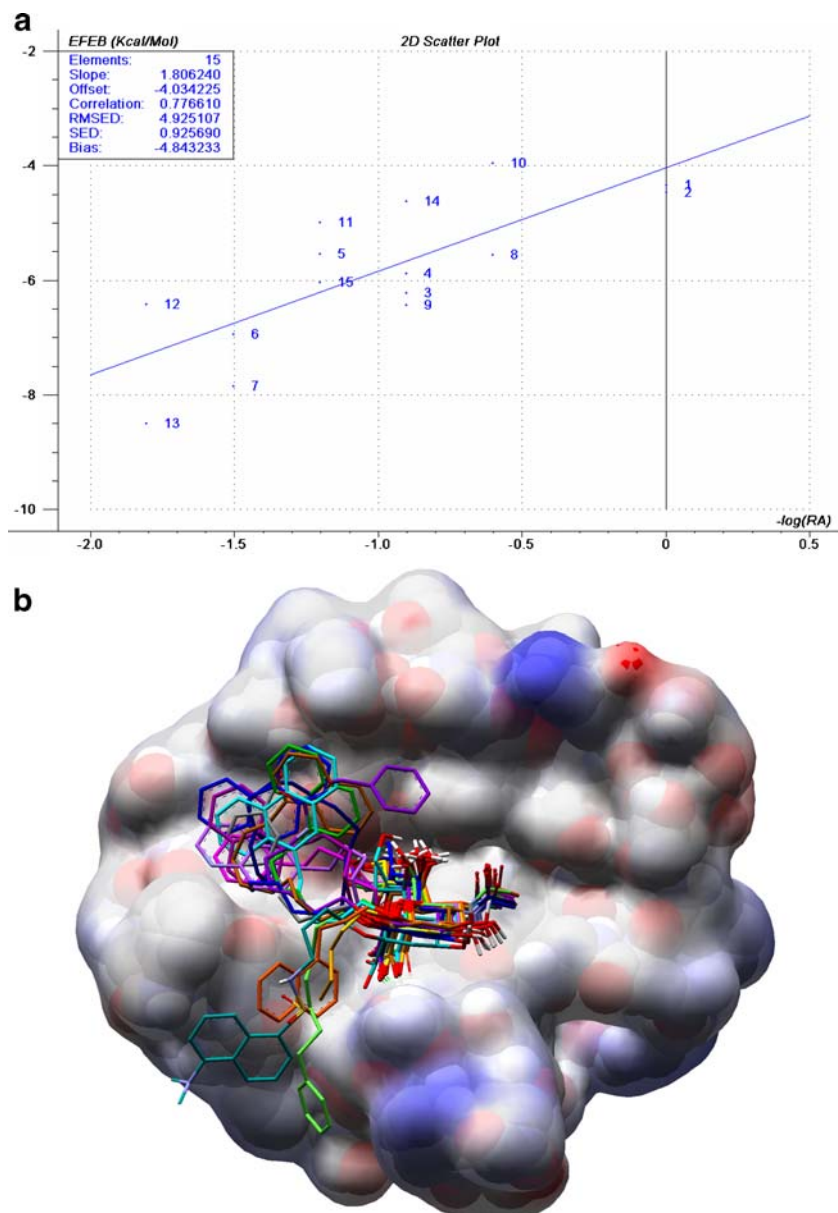 a
EFEB (Kcal/Mol)
2D Scatter Plot
Elements: 15
Slope: 1.806240
Offset: -4.034225
Correlation: 0.776610
RMSED: 4.925107
SED: 0.925690
Bias: -4.843233
-2
-4
-6
-8
-10
10
1
2
14
11
5
8
4
15
3
9
12
6
7
13
-log(RA)
-2.0 -1.5 -1.0 -0.5 0 0.5
b